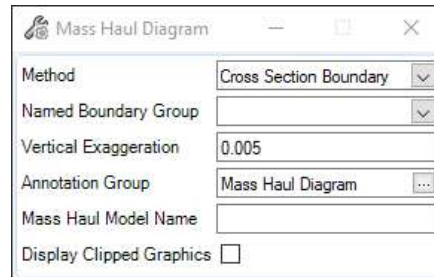 Mass Haul Diagram
Method Cross Section Boundary
Named Boundary Group
Vertical Exaggeration 0.005
Annotation Group Mass Haul Diagram ...
Mass Haul Model Name
Display Clipped Graphics